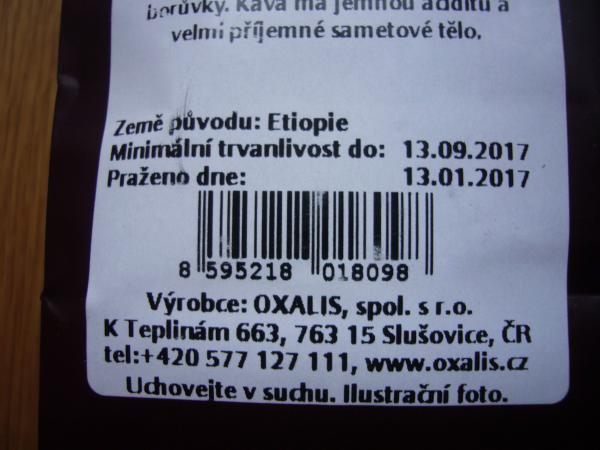 borůvky. Káva má jemnou aciditu a
velmi příjemné sametové tělo.
Země původu: Etiopie
Minimální trvanlivost do: 13.09.2017
Praženo dne: 13.01.2017
8 595218 018098
Výrobce: OXALIS, spol. s r.o.
K Teplinám 663, 763 15 Slušovice, ČR
tel:+420 577 127 111, www.oxalis.cz
Uchovejte v suchu. Ilustrační foto.